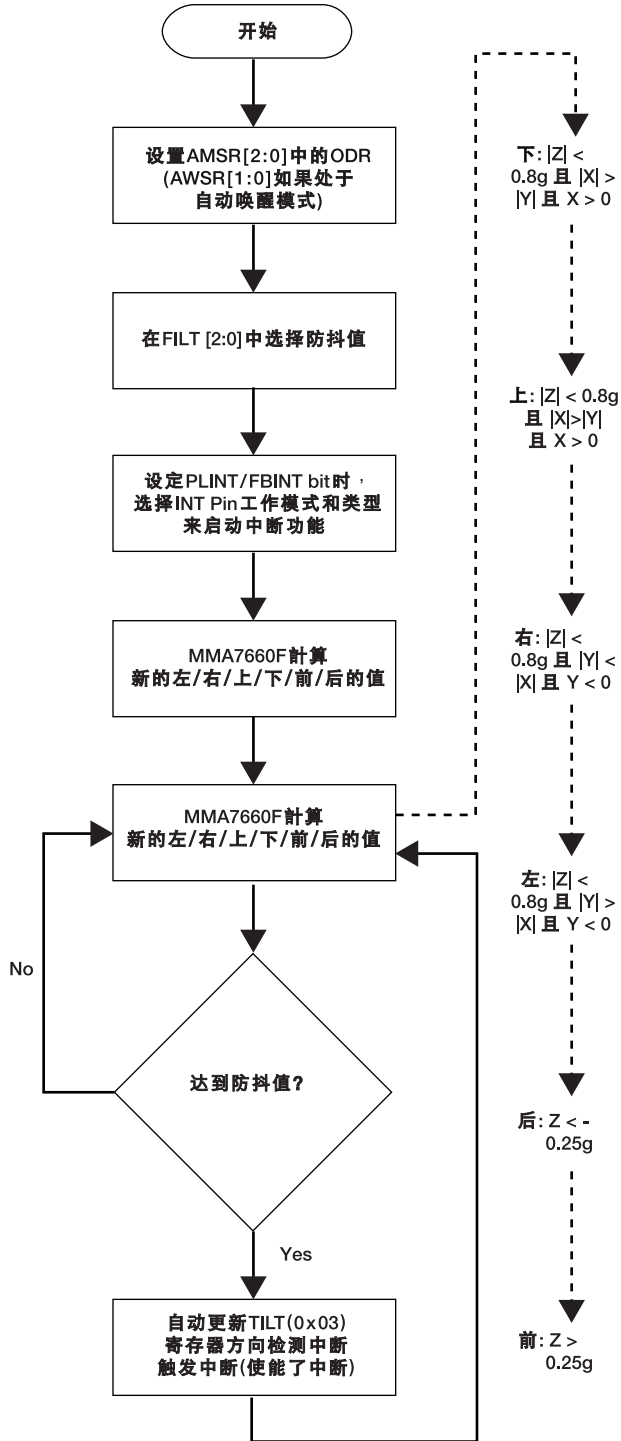 开始
设置AMSR[2:0]中的ODR
(AWSR[1:0]如果处于
自动唤醒模式)
在FILT [2:0]中选择防抖值
设定PLINT/FBINT bit时，
选择INT Pin工作模式和类型
来启动中断功能
MMA7660F計算
新的左/右/上/下/前/后的值
MMA7660F計算
新的左/右/上/下/前/后的值
No
达到防抖值?
Yes
自动更新TILT(0x03)
寄存器方向检测中断
触发中断(使能了中断)
下: |Z| <
0.8g 且 |X| >
|Y| 且 X > 0
上: |Z| < 0.8g
且 |X|>|Y|
且 X > 0
右: |Z| <
0.8g 且 |Y| <
|X| 且 Y < 0
左: |Z| <
0.8g 且 |Y| >
|X| 且 Y < 0
后: Z < -
0.25g
前: Z >
0.25g